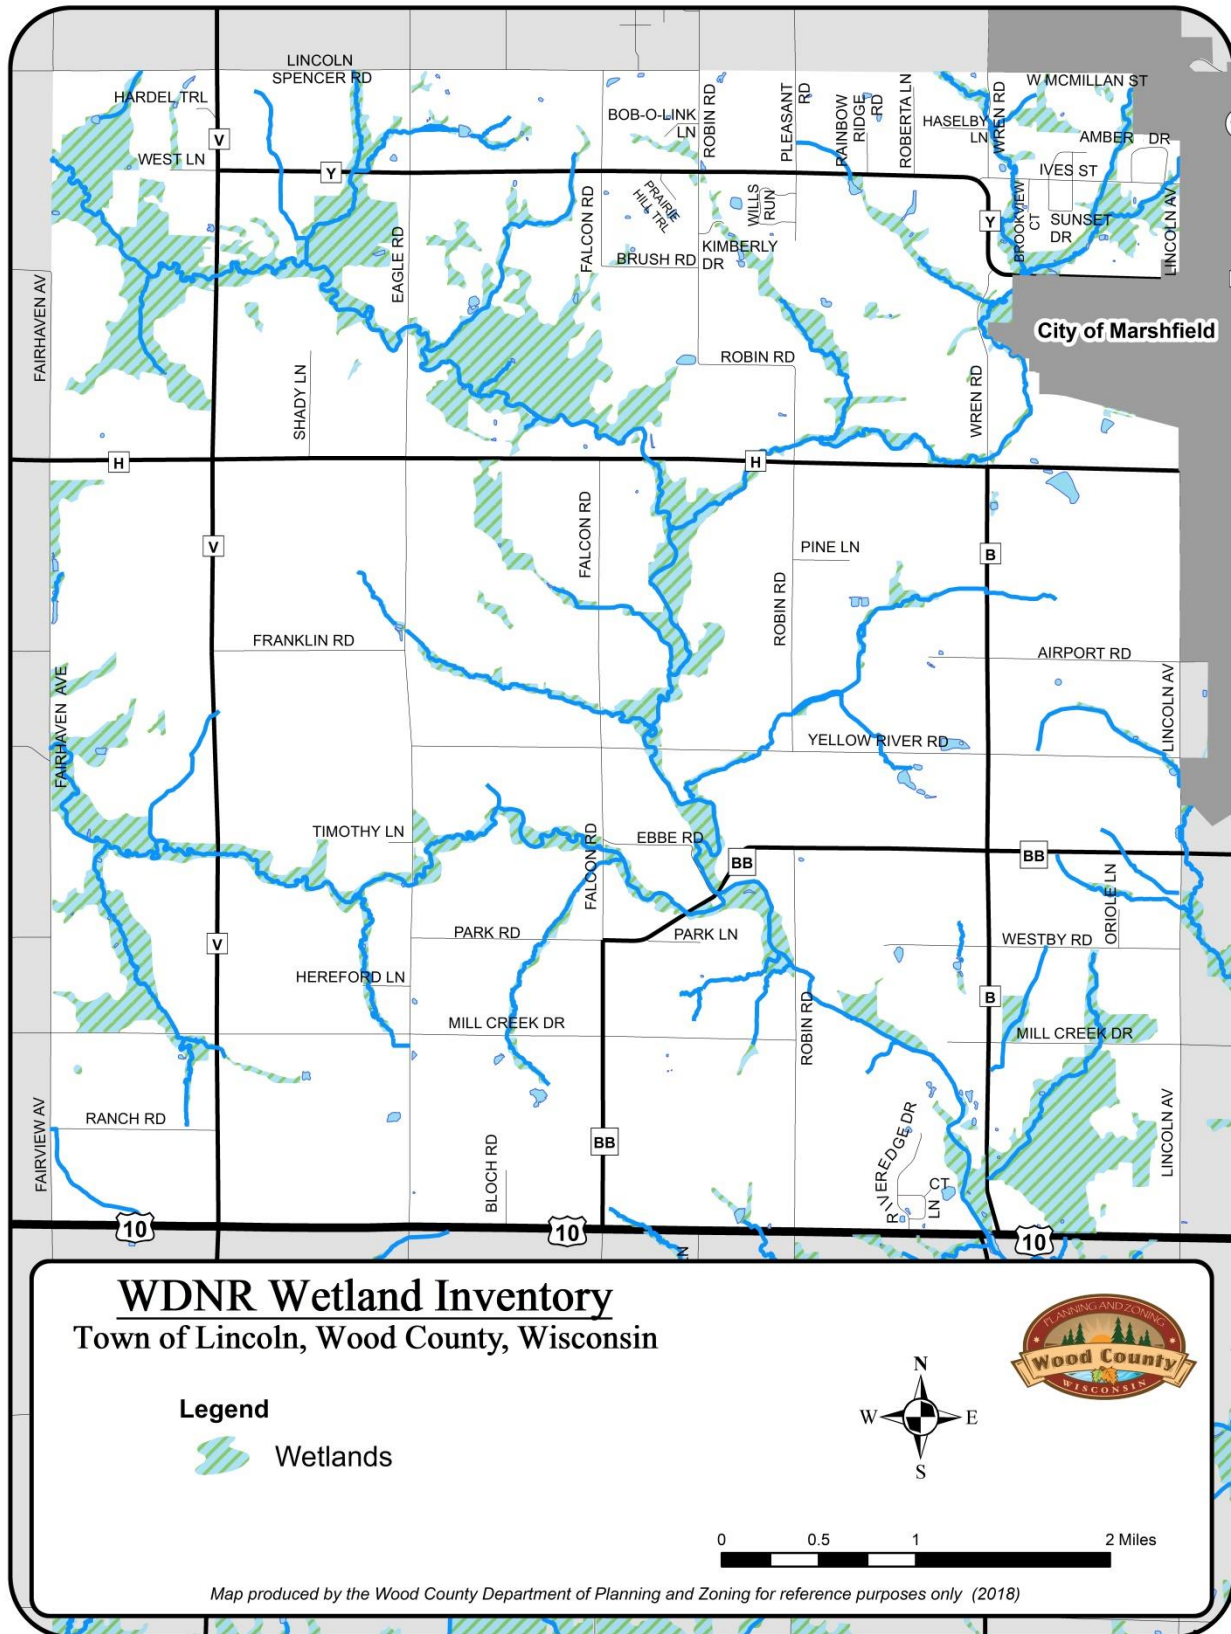 LINCOLN
SPENCER RD
HARDEL TRL
BOB-O-LINK
LN
ROBIN RD
PLEASANT
RD
RAINBOW
RIDGE
RD
ROBERTA LN
HASELBY
LN
WREN RD
W MCMILLAN ST
AMBER DR
V
WEST LN
Y
IVES ST
PRAIRIE
HILL TRL
WILLS
RUN
Y
BROOKVIEW
CT
SUNSET
DR
LINCOLN AV
FALCON RD
EAGLE RD
BRUSH RD
KIMBERLY
DR
FAIRHAVEN AV
City of Marshfield
ROBIN RD
SHADY LN
WREN RD
H
H
V
FALCON RD
PINE LN
B
ROBIN RD
FRANKLIN RD
AIRPORT RD
FAIRHAVEN AVE
LINCOLN AV
YELLOW RIVER RD
TIMOTHY LN
FALCON RD
EBBE RD
BB
BB
ORIOLE LN
V
PARK RD
PARK LN
WESTBY RD
HEREFORD LN
B
MILL CREEK DR
ROBIN RD
MILL CREEK DR
FAIRVIEW AV
RANCH RD
BLOCH RD
BB
RIVEREDGE DR
CT
LN
LINCOLN AV
10
10
10
N
WDNR Wetland Inventory
Town of Lincoln, Wood County, Wisconsin
Legend
Wetlands
N
W
E
S
PLANNING AND ZONING
Wood County
WISCONSIN
0 0.5 1 2 Miles
Map produced by the Wood County Department of Planning and Zoning for reference purposes only (2018)